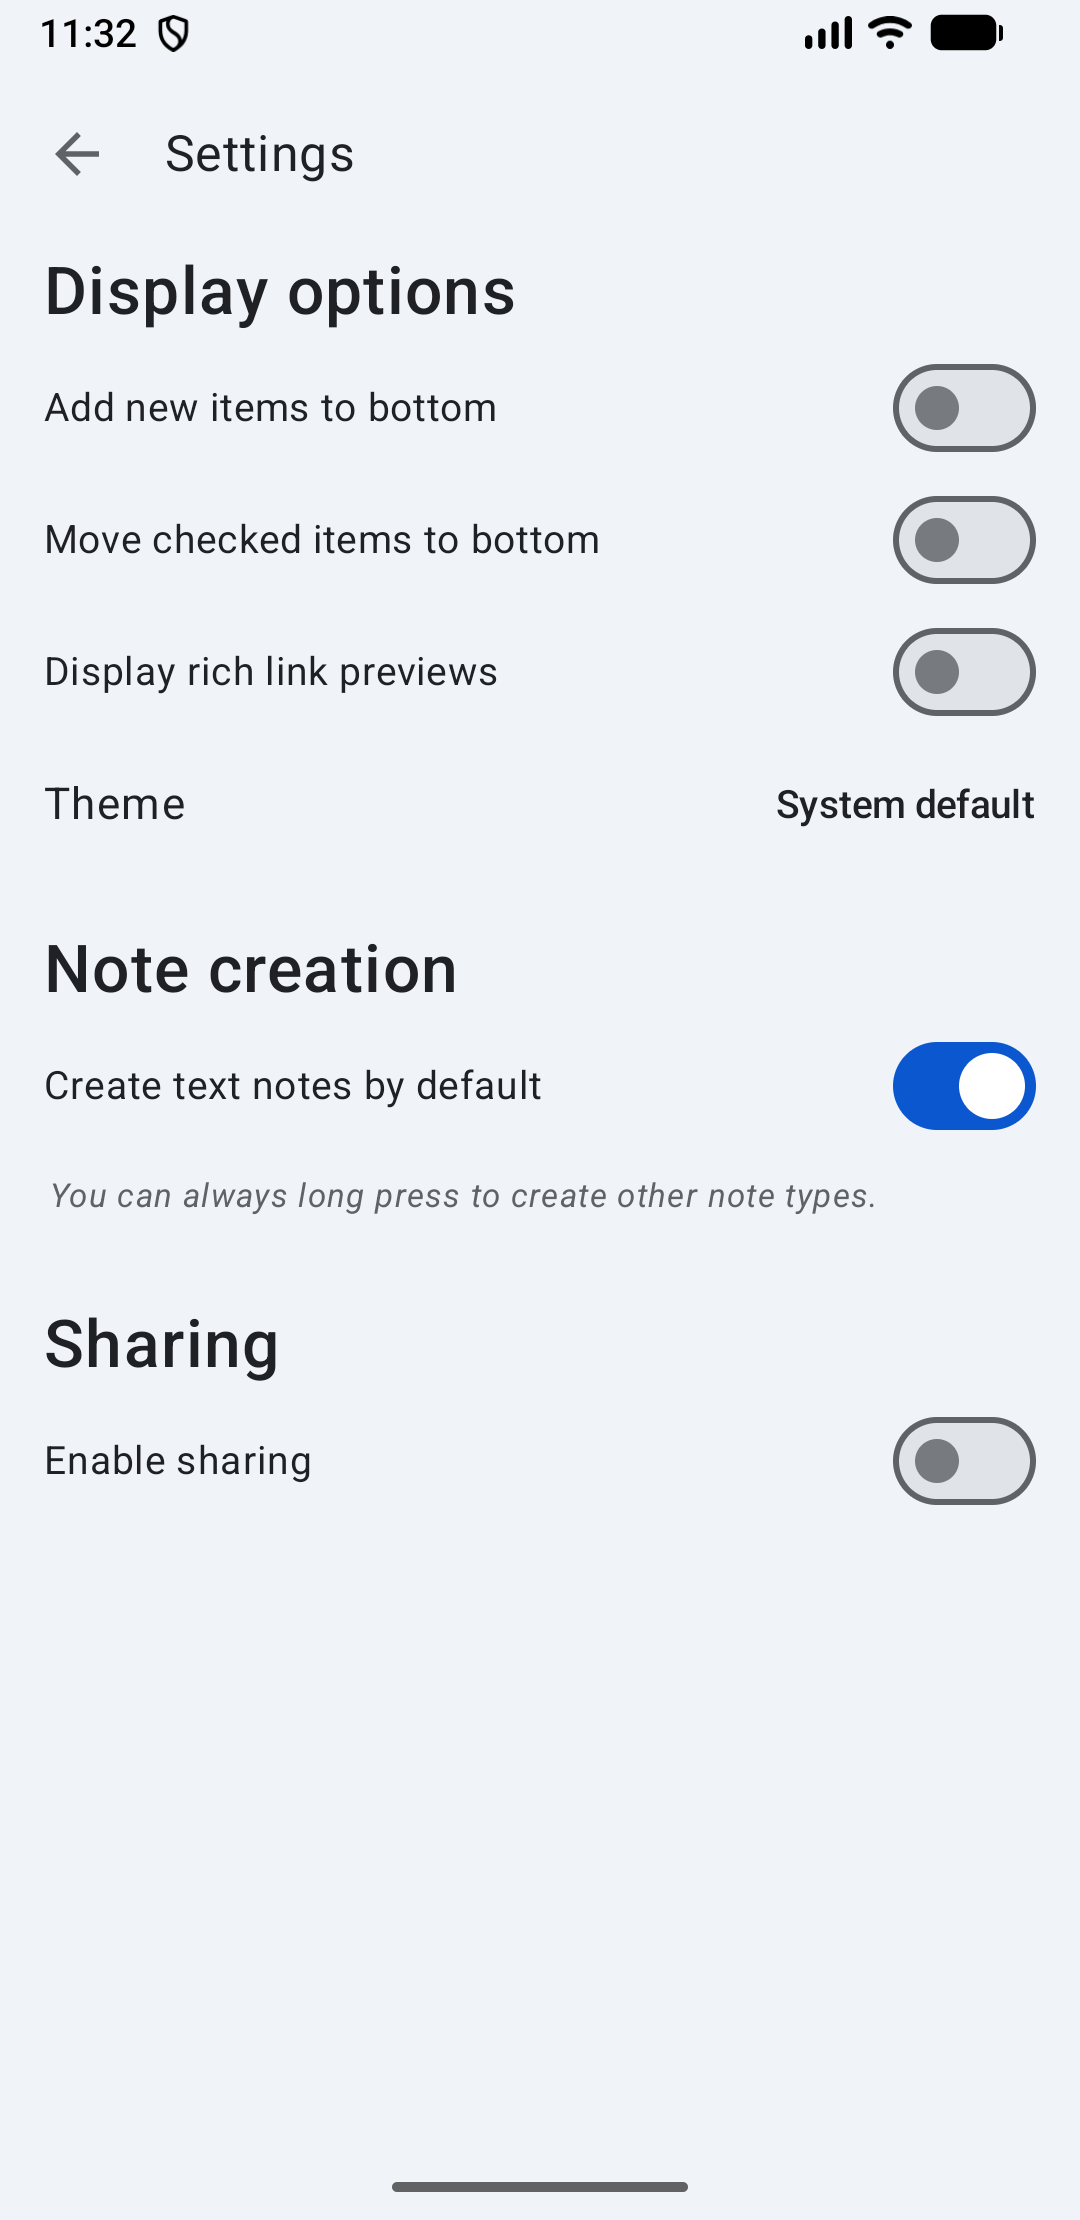 11:32
Settings
Display options
Add new items to bottom
Move checked items to bottom
Display rich link previews
Theme System default
Note creation
Create text notes by default
You can always long press to create other note types.
Sharing
Enable sharing